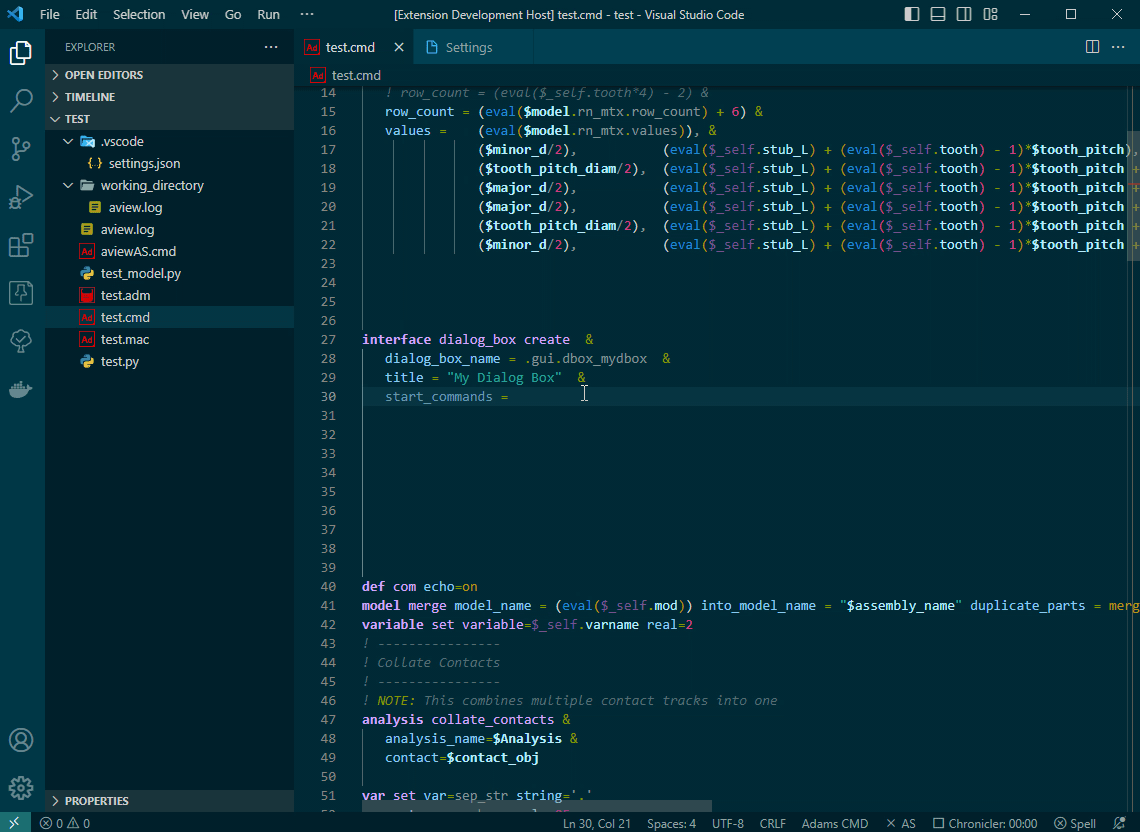 File Edit Selection View Go Run ··· [Extension Development Host] test.cmd - test - Visual Studio Code
EXPLORER ···
OPEN EDITORS
TIMELINE
TEST
.vscode
{ } settings.json
working_directory
aview.log
aview.log
Ad aviewAS.cmd
test_model.py
test.adm
Ad test.cmd
Ad test.mac
test.py
PROPERTIES
Ad test.cmd Settings
Ad test.cmd
14 ! row_count = (eval($_self.tooth*4) - 2) &
15 row_count = (eval($model.rn_mtx.row_count) + 6) &
16 values = (eval($model.rn_mtx.values)), &
17 ($minor_d/2), (eval($_self.stub_L) + (eval($_self.tooth) - 1)*$tooth_pitch),
18 ($tooth_pitch_diam/2), (eval($_self.stub_L) + (eval($_self.tooth) - 1)*$tooth_pitch +
19 ($major_d/2), (eval($_self.stub_L) + (eval($_self.tooth) - 1)*$tooth_pitch +
20 ($major_d/2), (eval($_self.stub_L) + (eval($_self.tooth) - 1)*$tooth_pitch +
21 ($tooth_pitch_diam/2), (eval($_self.stub_L) + (eval($_self.tooth) - 1)*$tooth_pitch +
22 ($minor_d/2), (eval($_self.stub_L) + (eval($_self.tooth) - 1)*$tooth_pitch +
23
24
25
26
27 interface dialog_box create &
28 dialog_box_name = .gui.dbox_mydbox &
29 title = "My Dialog Box" &
30 start_commands =
31
32
33
34
35
36
37
38
39
40 def com echo=on
41 model merge model_name = (eval($_self.mod)) into_model_name = "$assembly_name" duplicate_parts = merg
42 variable set variable=$_self.varname real=2
43 ! ----------------
44 ! Collate Contacts
45 ! ----------------
46 ! NOTE: This combines multiple contact tracks into one
47 analysis collate_contacts &
48 analysis_name=$Analysis &
49 contact=$contact_obj
50
51 var set var=sep_str string='.'
0 0 Ln 30, Col 21 Spaces: 4 UTF-8 CRLF Adams CMD AS Chronicler: 00:00 Spell